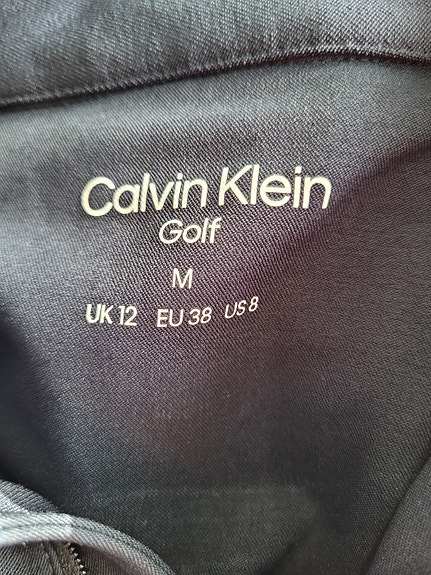 Calvin Klein
Golf
M
UK 12 EU 38 US 8